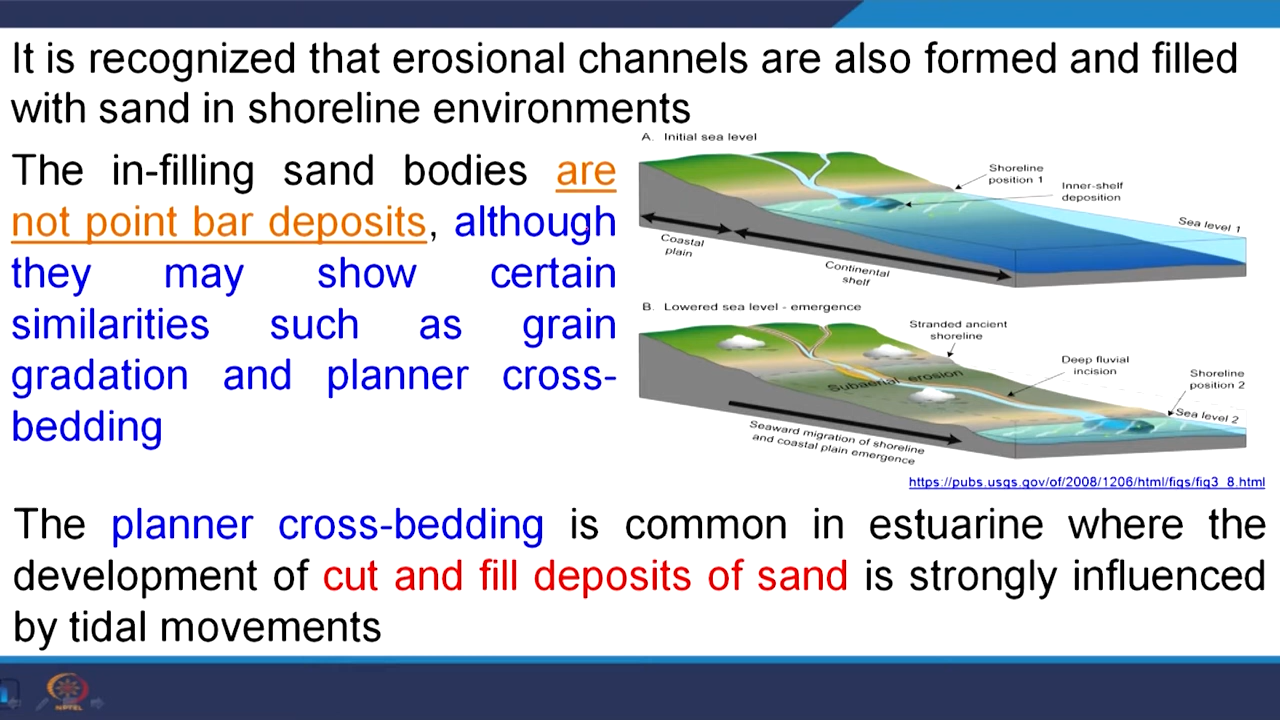 It is recognized that erosional channels are also formed and filled
with sand in shoreline environments
The in-filling sand bodies are
not point bar deposits, although
they may show certain
similarities such as grain
gradation and planner cross-
bedding
A. Initial sea level
Shoreline
position 1
Inner-shelf
deposition
Sea level 1
Coastal
plain
Continental
shelf
B. Lowered sea level - emergence
Stranded ancient
shoreline
Deep fluvial
incision
Shoreline
position 2
Subaerial erosion
Sea level 2
Seaward migration of shoreline
and coastal plain emergence
https://pubs.usgs.gov/of/2008/1206/html/figs/fig3_8.html
The planner cross-bedding is common in estuarine where the
development of cut and fill deposits of sand is strongly influenced
by tidal movements
NPTEL